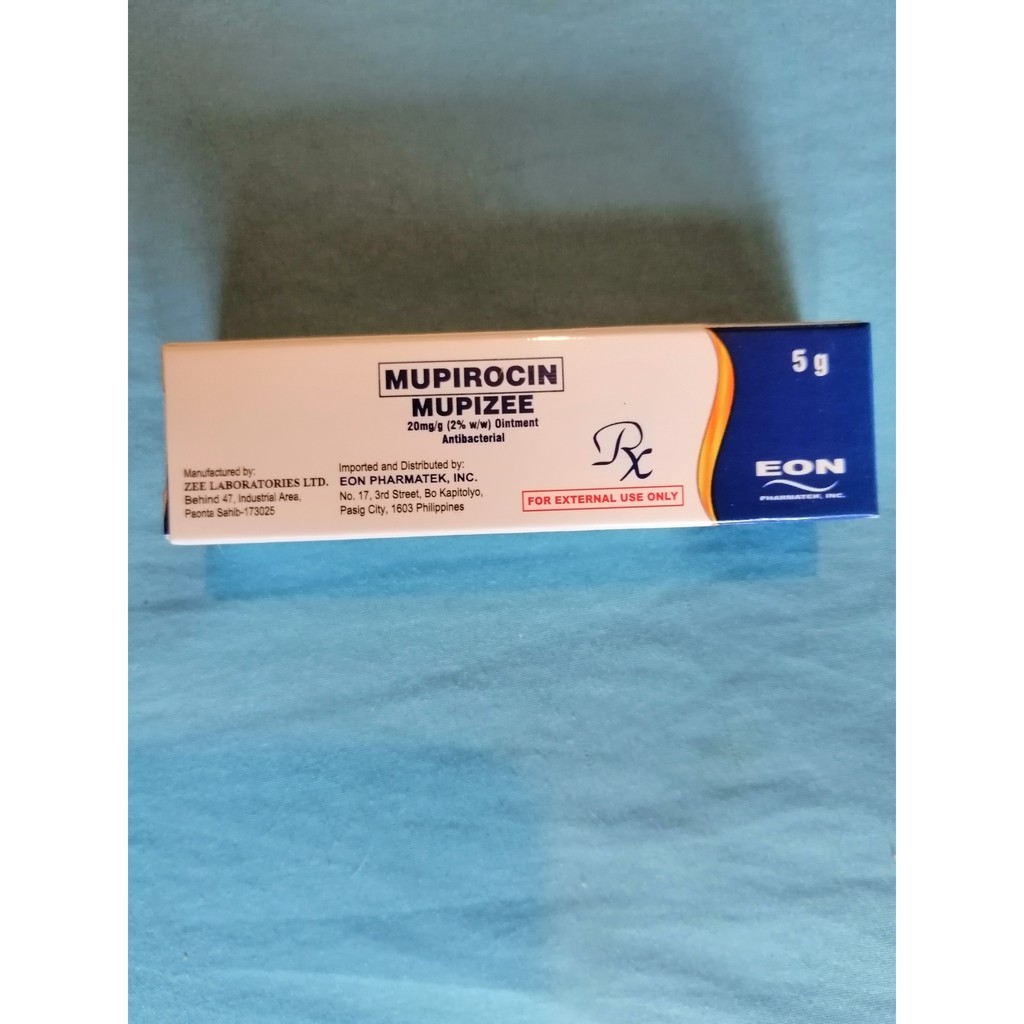 MUPIROCIN
MUPIZEE
20mg/g (2% w/w) Ointment
Antibacterial
Manufactured by:
ZEE LABORATORIES LTD.
Behind 47, Industrial Area,
Paonta Sahib-173025
Imported and Distributed by:
EON PHARMATEK, INC.
No. 17, 3rd Street, Bo Kapitolyo,
Pasig City, 1603 Philippines
Rx
FOR EXTERNAL USE ONLY
5 g
EON
PHARMATEK, INC.